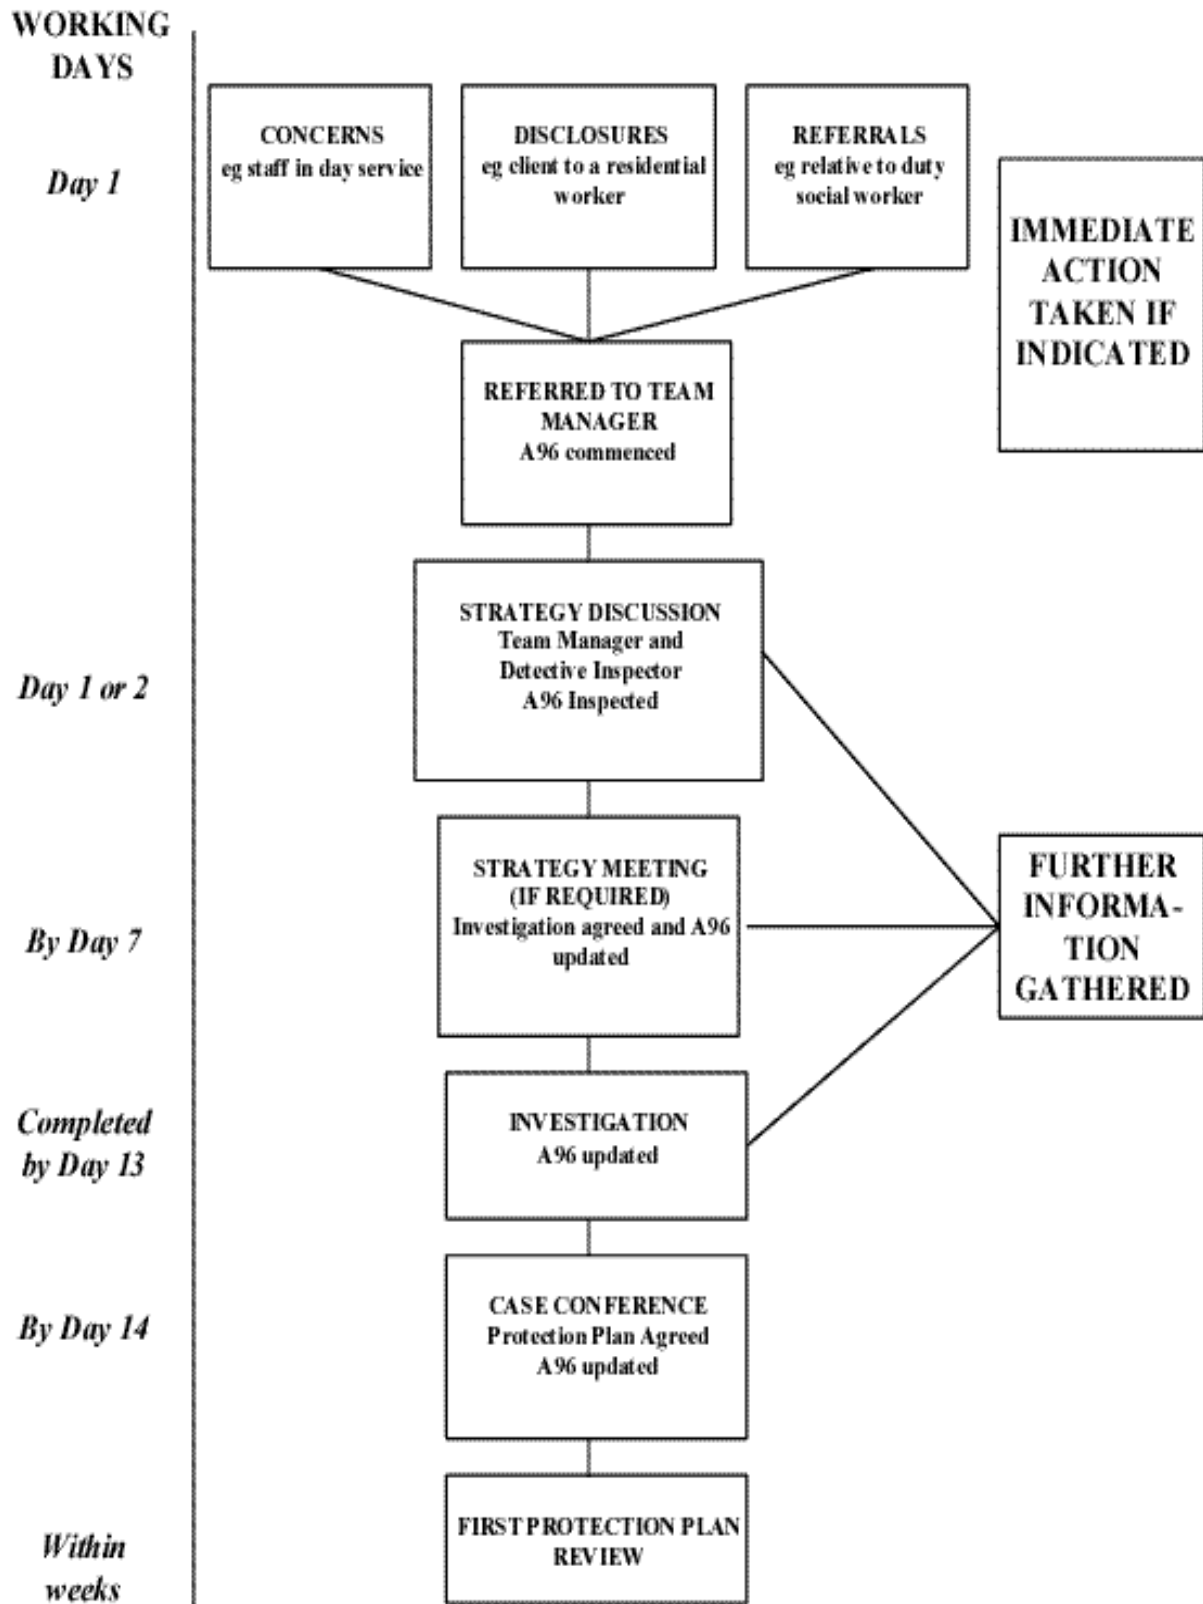 WORKING
DAYS
Day 1
CONCERNS
eg staff in day service
DISCLOSURES
eg client to a residential
worker
REFERRALS
eg relative to duty
social worker
IMMEDIATE
ACTION
TAKEN IF
INDICATED
REFERRED TO TEAM
MANAGER
A96 commenced
Day 1 or 2
STRATEGY DISCUSSION
Team Manager and
Detective Inspector
A96 Inspected
By Day 7
STRATEGY MEETING
(IF REQUIRED)
Investigation agreed and A96
updated
FURTHER
INFORMA-
TION
GATHERED
Completed
by Day 13
INVESTIGATION
A96 updated
By Day 14
CASE CONFERENCE
Protection Plan Agreed
A96 updated
Within
weeks
FIRST PROTECTION PLAN
REVIEW